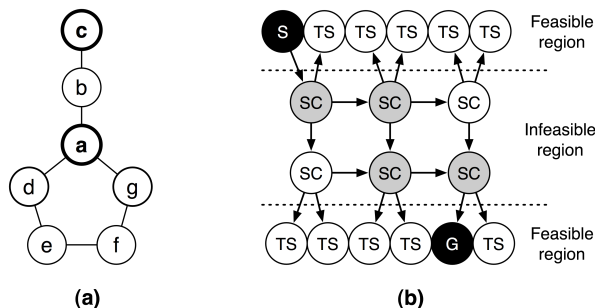 c
b
a
d g
e f
(a)
S TS TS TS TS TS
Feasible
region
SC SC SC
Infeasible
region
SC SC SC
TS TS TS TS G TS
Feasible
region
(b)